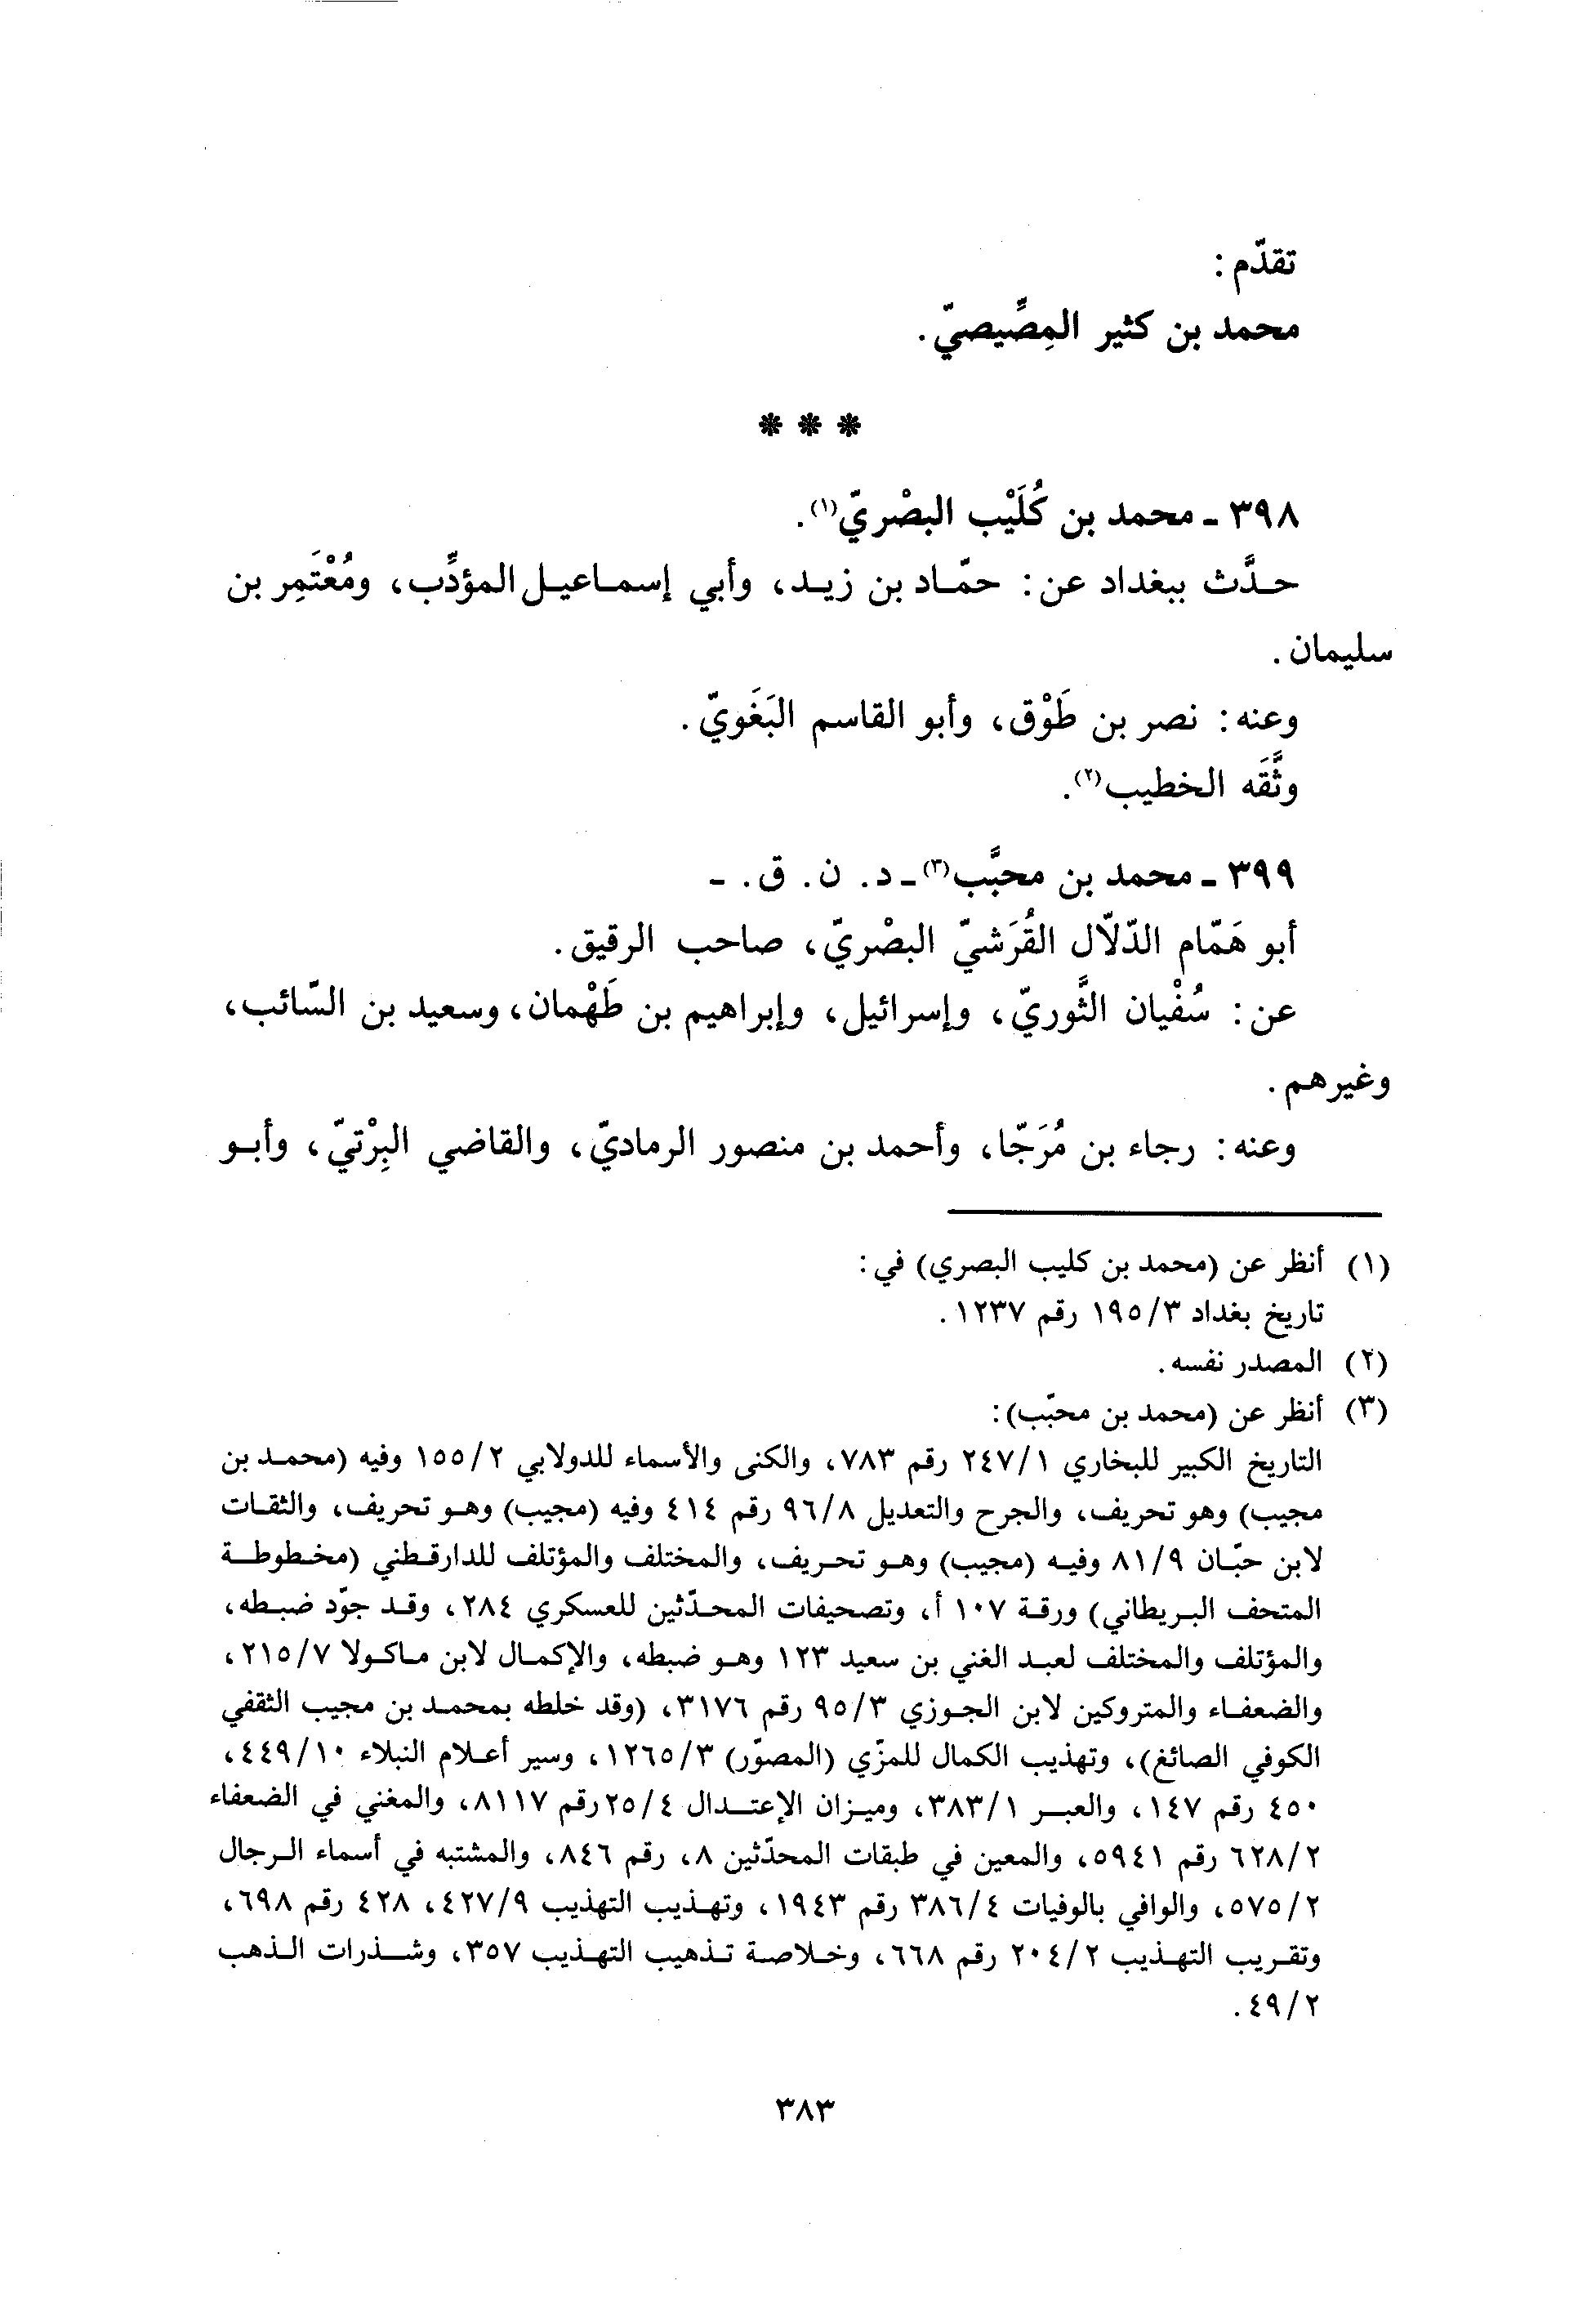 تقدّم :
محمد بن كثير المِصِّيصيّ .
* * *
٣٩٨ - محمد بن كُلَيْب البصْريّ(١).
حدَّث ببغداد عن : حمّاد بن زيد، وأبي إسماعيل المؤدِّب، ومُعْتَمِر بن
سليمان .
وعنه : نصر بن طَوْق، وأبو القاسم البَغَويّ .
وثَّقَه الخطيب(٢).
٣٩٩ - محمد بن محبَّب(٣) - د . ن . ق . -
أبو هَمّام الدّلّال القُرَشيّ البصْريّ، صاحب الرقيق .
عن : سُفْيان الثَّوريّ، وإسرائيل، وإبراهيم بن طَهْمان، وسعيد بن السّائب،
وغيرهم .
وعنه : رجاء بن مُرَجّا، وأحمد بن منصور الرماديّ، والقاضي البِرْتيّ، وأبو
(١) أنظر عن (محمد بن كليب البصري) في :
تاريخ بغداد ١٩٥/٣ رقم ١٢٣٧ .
(٢) المصدر نفسه .
(٣) أنظر عن (محمد بن محبّب):
التاريخ الكبير للبخاري ٢٤٧/١ رقم ٧٨٣، والكنى والأسماء للدولابي ١٥٥/٢ وفيه (محمد بن
مجيب) وهو تحريف، والجرح والتعديل ٩٦/٨ رقم ٤١٤ وفيه (مجيب) وهو تحريف، والثقات
لابن حبّان ٨١/٩ وفيه (مجيب) وهو تحريف، والمختلف والمؤتلف للدارقطني (مخطوطة
المتحف البريطاني) ورقة ١٠٧ أ، وتصحيفات المحدّثين للعسكري ٢٨٤، وقد جوّد ضبطه،
والمؤتلف والمختلف لعبد الغني بن سعيد ١٢٣ وهو ضبطه، والإكمال لابن ماكولا ٢١٥/٧،
والضعفاء والمتروكين لابن الجوزي ٩٥/٣ رقم ٣١٧٦، (وقد خلطه بمحمد بن مجيب الثقفي
الكوفي الصائغ)، وتهذيب الكمال للمزّي (المصوّر) ١٢٦٥/٣، وسير أعلام النبلاء ٤٤٩/١٠،
٤٥٠ رقم ١٤٧، والعبر ٣٨٣/١، وميزان الإعتدال ٢٥/٤ رقم ٨١١٧، والمغني في الضعفاء
٦٢٨/٢ رقم ٥٩٤١، والمعين في طبقات المحدّثين ٨، رقم ٨٤٦، والمشتبه في أسماء الرجال
٥٧٥/٢، والوافي بالوفيات ٣٨٦/٤ رقم ١٩٤٣، وتهذيب التهذيب ٤٢٧/٩، ٤٢٨ رقم ٦٩٨،
وتقريب التهذيب ٢٠٤/٢ رقم ٦٦٨، وخلاصة تذهيب التهذيب ٣٥٧، وشذرات الذهب
٤٩/٢ .
٣٨٣